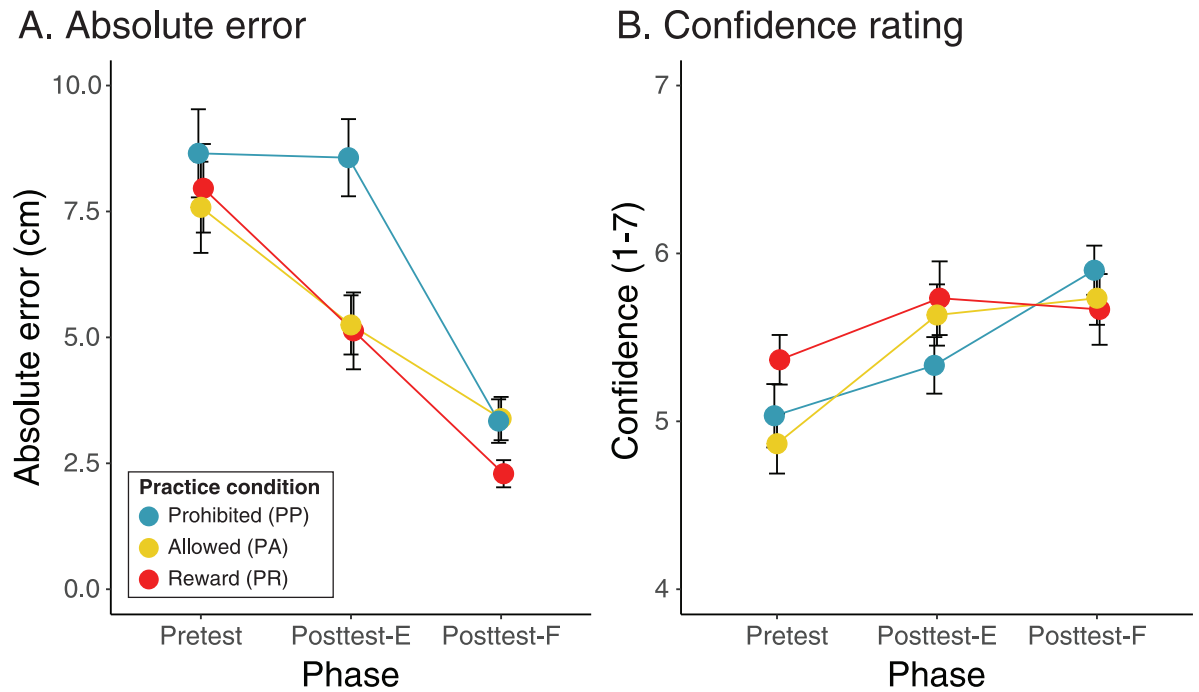 A. Absolute error
10.0
7.5
5.0
2.5
0.0
Absolute error (cm)
Practice condition
Prohibited (PP)
Allowed (PA)
Reward (PR)
Pretest Posttest-E Posttest-F
Phase
B. Confidence rating
7
6
5
4
Confidence (1-7)
Pretest Posttest-E Posttest-F
Phase